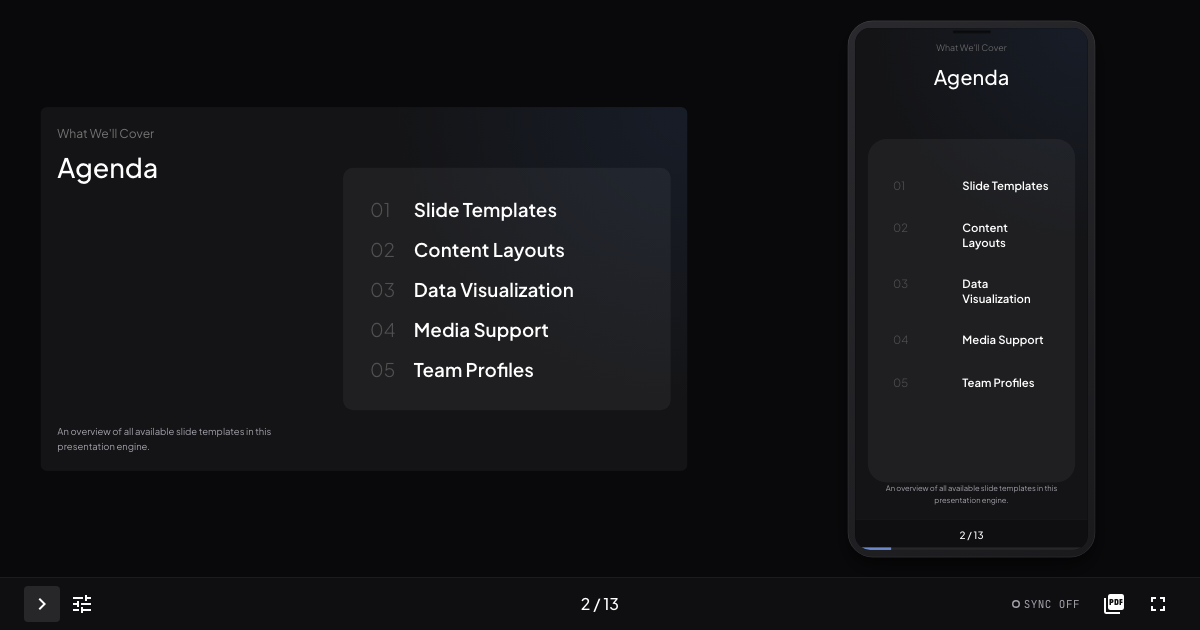 What We'll Cover
Agenda
01 Slide Templates
02 Content Layouts
03 Data Visualization
04 Media Support
05 Team Profiles
An overview of all available slide templates in this
presentation engine.
What We'll Cover
Agenda
01 Slide Templates
02 Content
Layouts
03 Data
Visualization
04 Media Support
05 Team Profiles
An overview of all available slide templates in this
presentation engine.
2 / 13
2 / 13
SYNC OFF
PDF